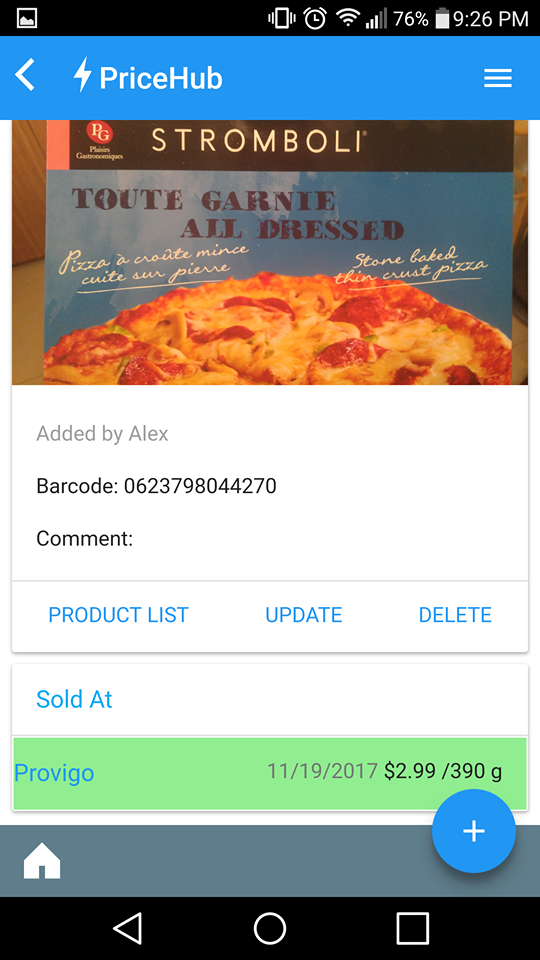 76% 9:26 PM
PriceHub
PG
Plaisirs
Gastronomiques
STROMBOLI®
TOUTE GARNIE
ALL DRESSED
Pizza à croûte mince
cuite sur pierre
Stone baked
thin crust pizza
Added by Alex
Barcode: 0623798044270
Comment:
PRODUCT LIST UPDATE DELETE
Sold At
Provigo 11/19/2017 $2.99 /390 g
+